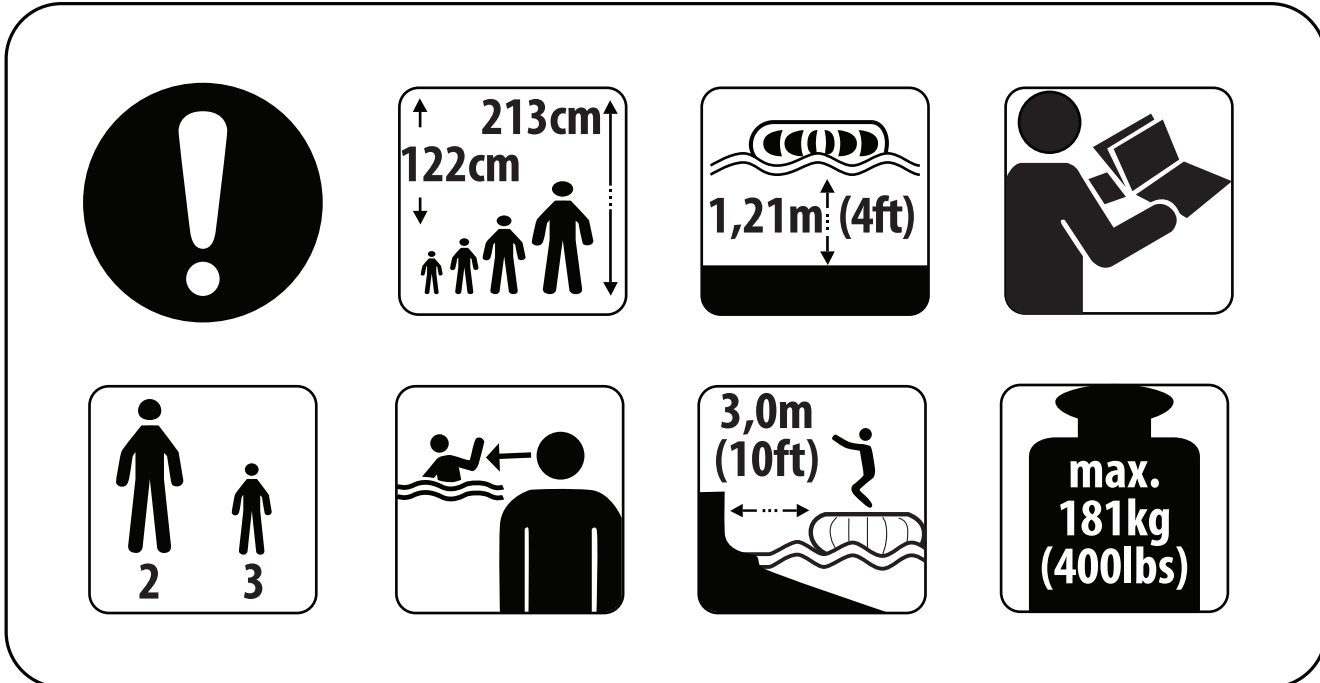 213cm
122cm
1,21m (4ft)
2
3
3,0m
(10ft)
max.
181kg
(400lbs)